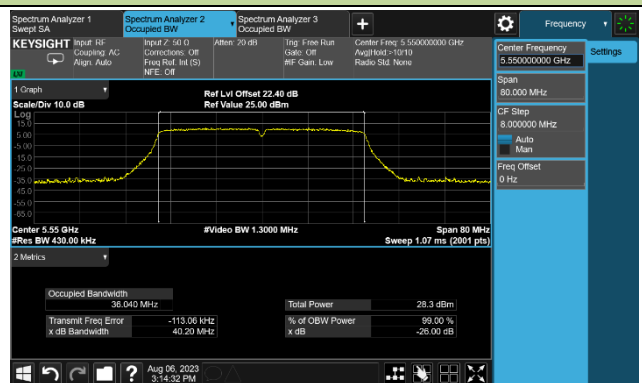 Spectrum Analyzer 1
Swept SA
Spectrum Analyzer 2
Occupied BW
Spectrum Analyzer 3
Occupied BW
+
Frequency
KEYSIGHT
Input: RF
Coupling: AC
Align: Auto
Input Z: 50 Ω
Corrections: Off
Freq Ref: Int (S)
NFE: Off
Atten: 20 dB
Trig: Free Run
Gate: Off
#IF Gain: Low
Center Freq: 5.550000000 GHz
Avg|Hold:>10/10
Radio Std: None
Center Frequency
5.550000000 GHz
Settings
Span
80.000 MHz
CF Step
8.000000 MHz
Auto
Man
Freq Offset
0 Hz
1 Graph
Scale/Div 10.0 dB
Ref Lvl Offset 22.40 dB
Ref Value 25.00 dBm
Log
15.0
5.00
-5.00
-15.0
-25.0
-35.0
-45.0
-55.0
-65.0
Center 5.55 GHz
#Res BW 430.00 kHz
#Video BW 1.3000 MHz
Span 80 MHz
Sweep 1.07 ms (2001 pts)
2 Metrics
Occupied Bandwidth
36.040 MHz
Total Power 28.3 dBm
Transmit Freq Error -113.06 kHz
% of OBW Power 99.00 %
x dB Bandwidth 40.20 MHz
x dB -26.00 dB
?
Aug 06, 2023
3:14:32 PM